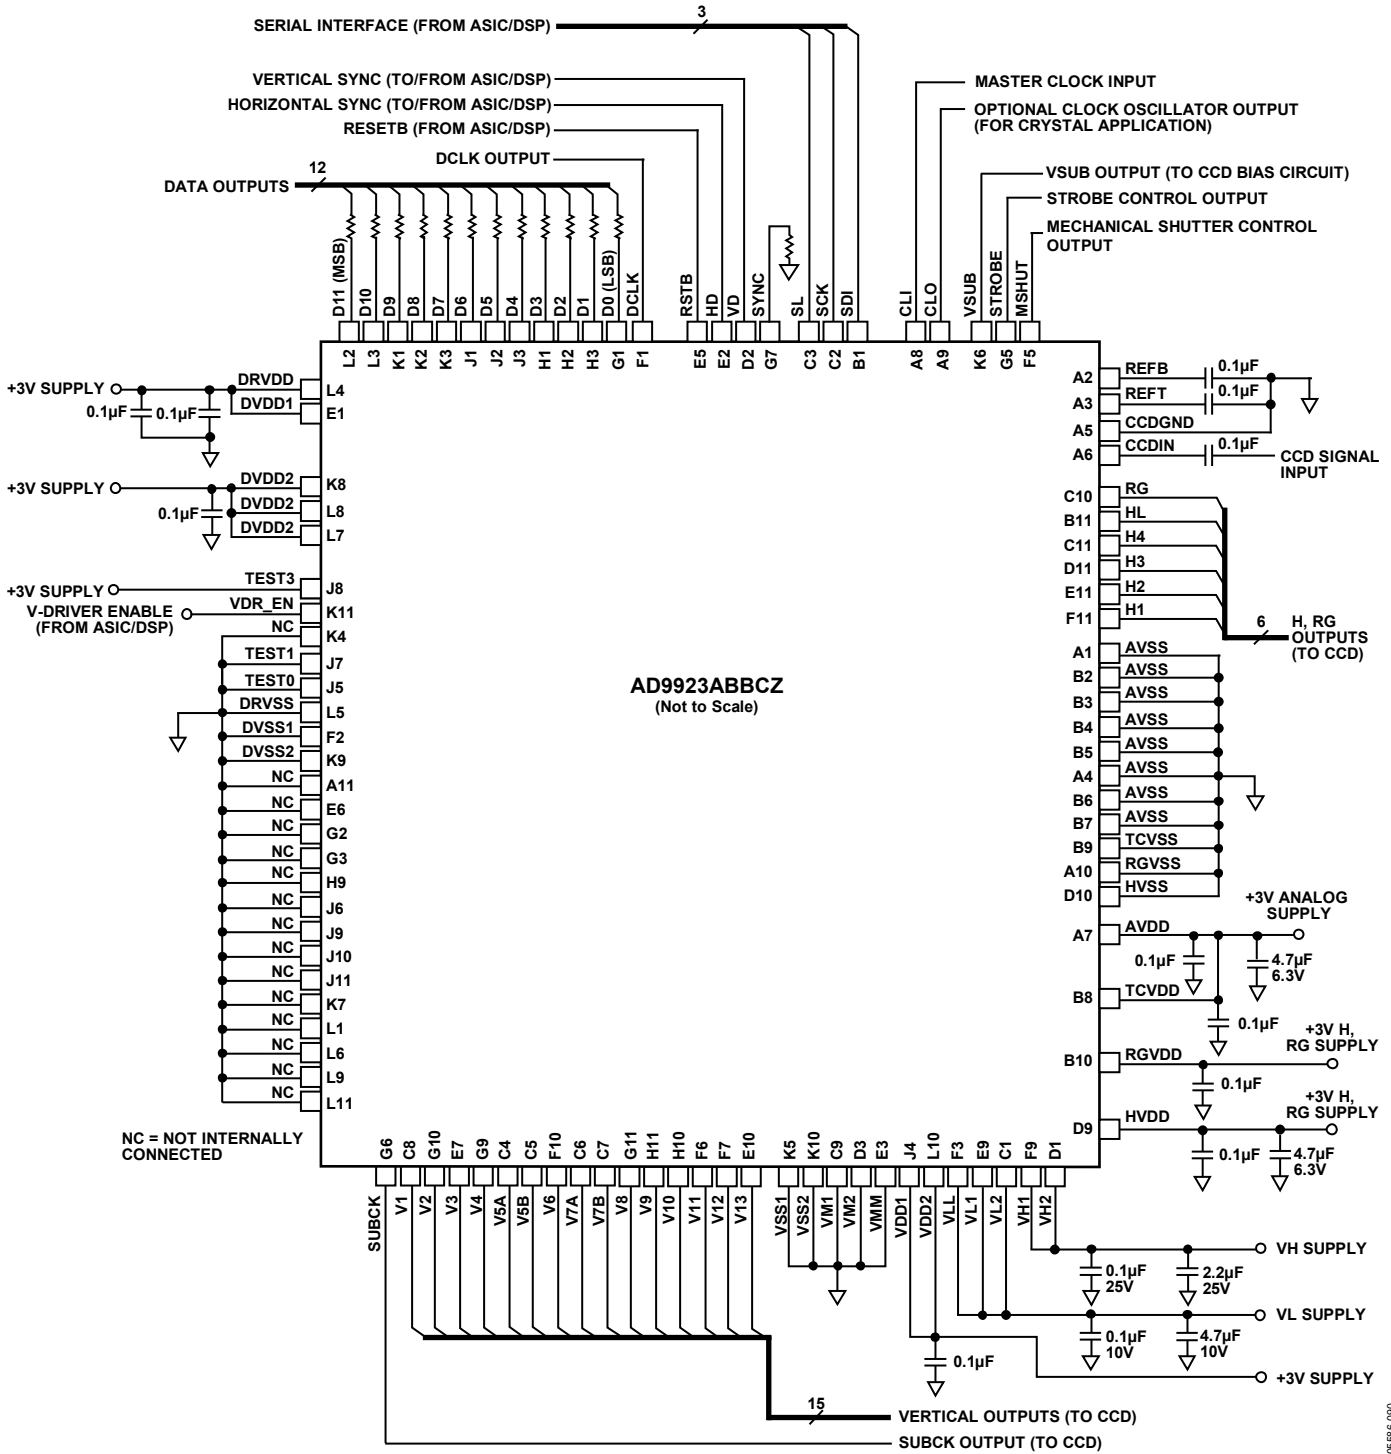 SERIAL INTERFACE (FROM ASIC/DSP)
3
VERTICAL SYNC (TO/FROM ASIC/DSP)
HORIZONTAL SYNC (TO/FROM ASIC/DSP)
RESETB (FROM ASIC/DSP)
DCLK OUTPUT
12
DATA OUTPUTS
MASTER CLOCK INPUT
OPTIONAL CLOCK OSCILLATOR OUTPUT
(FOR CRYSTAL APPLICATION)
VSUB OUTPUT (TO CCD BIAS CIRCUIT)
STROBE CONTROL OUTPUT
MECHANICAL SHUTTER CONTROL
OUTPUT
D11 (MSB)
D10
D9
D8
D7
D6
D5
D4
D3
D2
D1
D0 (LSB)
DCLK
RSTB
HD
VD
SYNC
SL
SCK
SDI
CLI
CLO
VSUB
STROBE
MSHUT
L2
L3
K1
K2
K3
J1
J2
J3
H1
H2
H3
G1
F1
E5
E2
D2
G7
C3
C2
B1
A8
A9
K6
G5
F5
+3V SUPPLY
0.1µF
0.1µF
DRVDD
L4
DVDD1
E1
+3V SUPPLY
0.1µF
DVDD2
K8
DVDD2
L8
DVDD2
L7
+3V SUPPLY
TEST3
J8
V-DRIVER ENABLE
(FROM ASIC/DSP)
VDR_EN
K11
NC
K4
TEST1
J7
TEST0
J5
DRVSS
L5
DVSS1
F2
DVSS2
K9
NC
A11
NC
E6
NC
G2
NC
G3
NC
H9
NC
J6
NC
J9
NC
J10
NC
J11
NC
K7
NC
L1
NC
L6
NC
L9
NC
L11
NC = NOT INTERNALLY
CONNECTED
AD9923ABBCZ
(Not to Scale)
A2
REFB
0.1µF
A3
REFT
0.1µF
A5
CCDGND
A6
CCDIN
0.1µF
CCD SIGNAL
INPUT
C10
RG
B11
HL
C11
H4
D11
H3
E11
H2
F11
H1
6
H, RG
OUTPUTS
(TO CCD)
A1
AVSS
B2
AVSS
B3
AVSS
B4
AVSS
B5
AVSS
A4
AVSS
B6
AVSS
B7
AVSS
B9
TCVSS
A10
RGVSS
D10
HVSS
+3V ANALOG
SUPPLY
A7
AVDD
0.1µF
4.7µF
6.3V
B8
TCVDD
0.1µF
+3V H,
RG SUPPLY
B10
RGVDD
0.1µF
+3V H,
RG SUPPLY
D9
HVDD
0.1µF
4.7µF
6.3V
G6
C8
G10
E7
G9
C4
C5
F10
C6
C7
G11
H11
H10
F6
F7
E10
K5
K10
C9
D3
E3
J4
L10
F3
E9
C1
F9
D1
SUBCK
V1
V2
V3
V4
V5A
V5B
V6
V7A
V7B
V8
V9
V10
V11
V12
V13
VSS1
VSS2
VM1
VM2
VMM
VDD1
VDD2
VLL
VL1
VL2
VH1
VH2
VH SUPPLY
0.1µF
25V
2.2µF
25V
VL SUPPLY
0.1µF
10V
4.7µF
10V
0.1µF
+3V SUPPLY
15
VERTICAL OUTPUTS (TO CCD)
SUBCK OUTPUT (TO CCD)